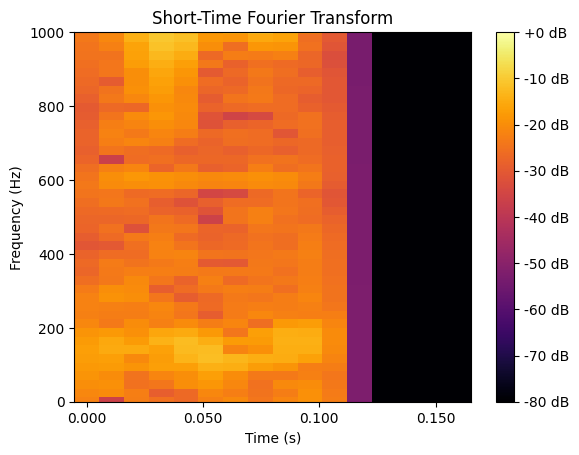 Short-Time Fourier Transform
1000
800
600
400
200
0
Frequency (Hz)
0.000
0.050
0.100
0.150
Time (s)
+0 dB
-10 dB
-20 dB
-30 dB
-40 dB
-50 dB
-60 dB
-70 dB
-80 dB